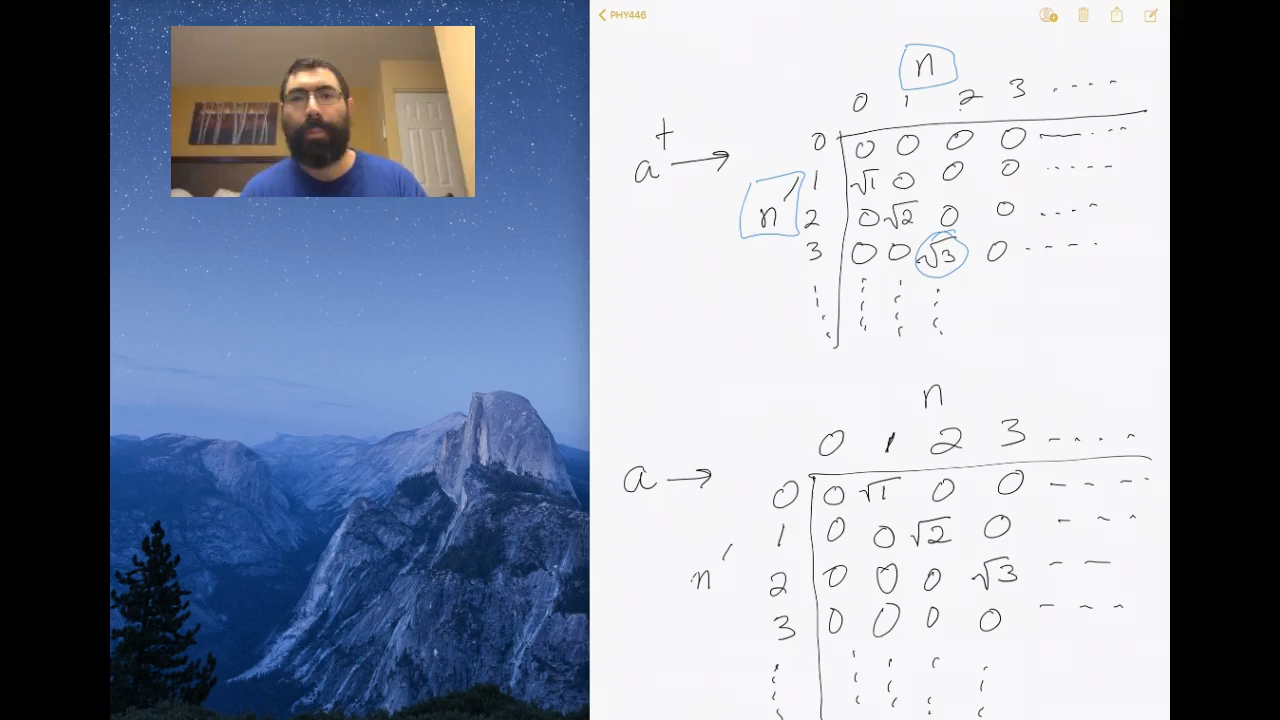 PHY446
n
0 1 2 3 ....
a† →
0 0 0 0 0 ——...
n′
1 √1 0 0 0 .....
2 0 √2 0 0 ....
3 0 0 √3 0 ....
n
0 1 2 3 ....
a →
0 0 √1 0 0 ---
1 0 0 √2 0 ---
n′
2 0 0 0 √3 --
3 0 0 0 0 ---